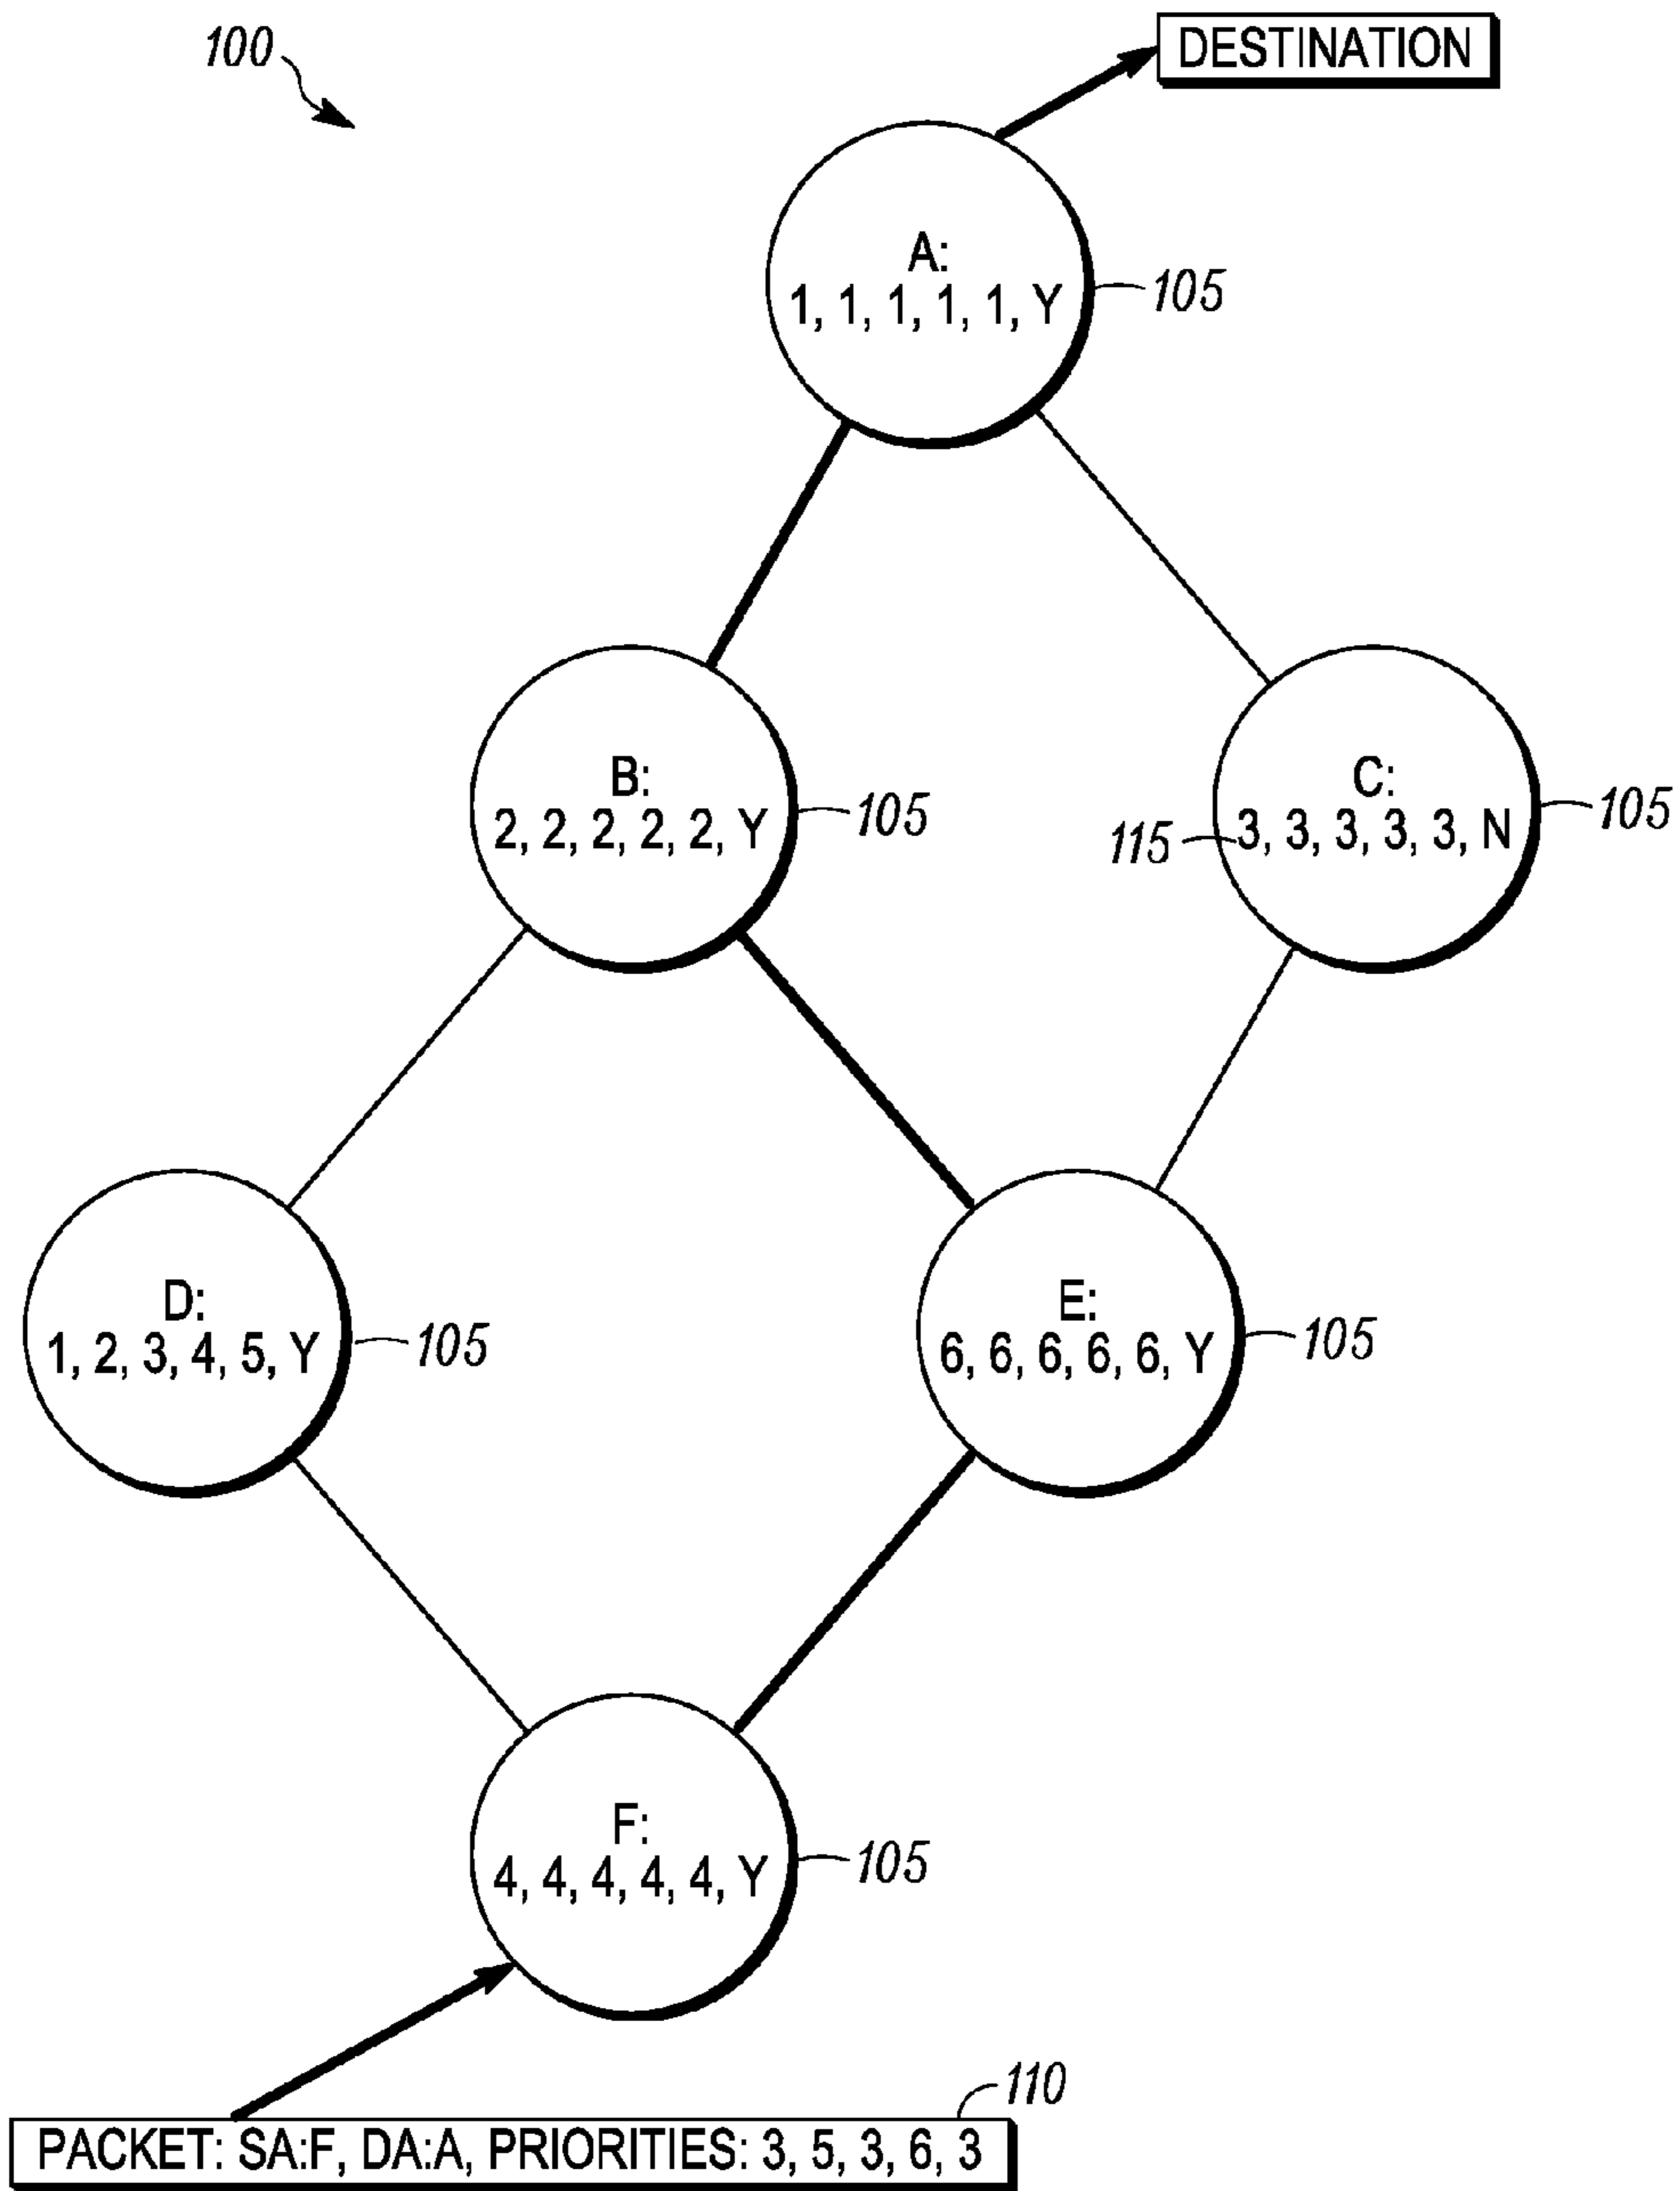 100
DESTINATION
A:
1, 1, 1, 1, 1, Y
105
B:
2, 2, 2, 2, 2, Y
105
C:
3, 3, 3, 3, 3, N
105
115
D:
1, 2, 3, 4, 5, Y
105
E:
6, 6, 6, 6, 6, Y
105
F:
4, 4, 4, 4, 4, Y
105
110
PACKET: SA:F, DA:A, PRIORITIES: 3, 5, 3, 6, 3